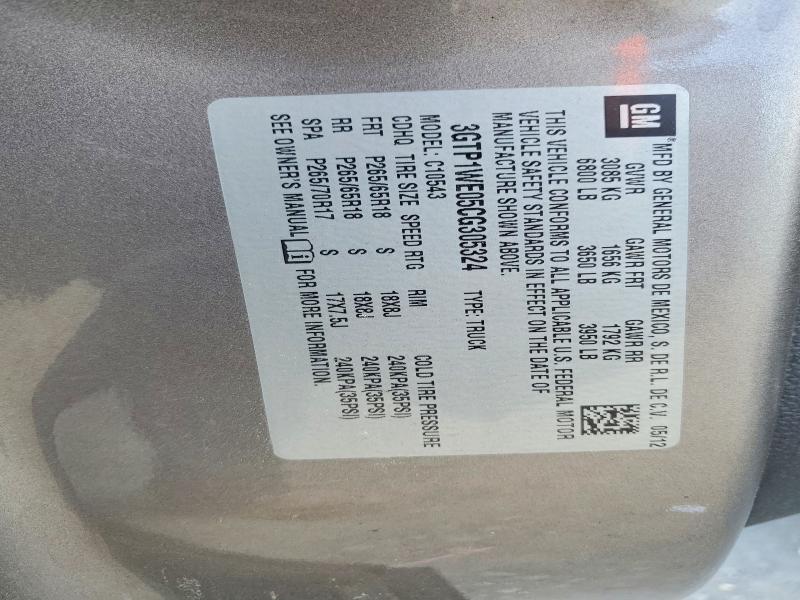 GM® MFD BY GENERAL MOTORS DE MEXICO, S. DE R.L. DE C.V. 05/12
GVWR GAWR FRT GAWR RR
3085 KG 1656 KG 1792 KG
6800 LB 3650 LB 3950 LB
THIS VEHICLE CONFORMS TO ALL APPLICABLE U.S. FEDERAL MOTOR
VEHICLE SAFETY STANDARDS IN EFFECT ON THE DATE OF
MANUFACTURE SHOWN ABOVE.
3GTP1WE05CG305324 TYPE: TRUCK
MODEL: C10543
COLD TIRE PRESSURE
CDHQ TIRE SIZE SPEED RTG RIM
FRT P265/65R18 S 18X8J 240KPA(35PSI)
RR P265/65R18 S 18X8J 240KPA(35PSI)
SPA P265/70R17 S 17X7.5J 240KPA(35PSI)
SEE OWNER'S MANUAL FOR MORE INFORMATION.